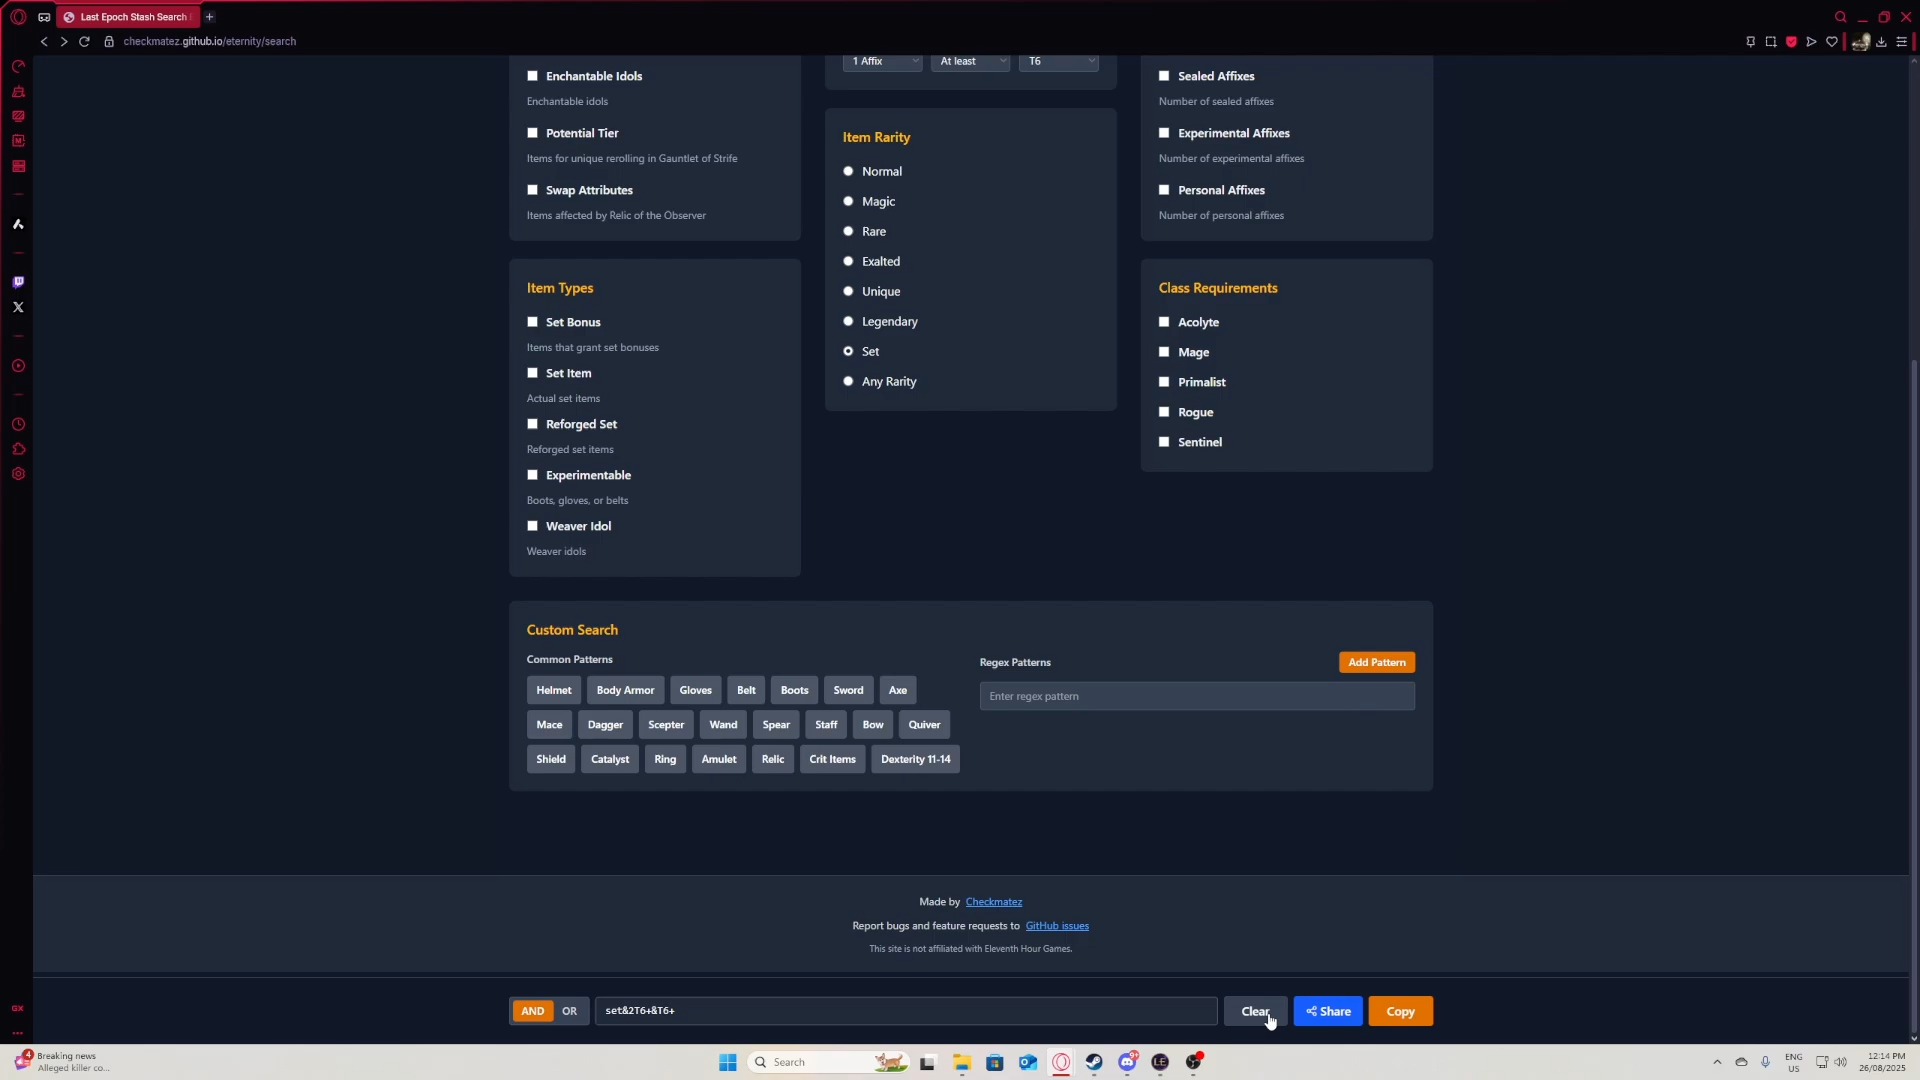 Last Epoch Stash Search
checkmatez.github.io/eternity/search
Enchantable Idols
Enchantable idols
Potential Tier
Items for unique rerolling in Gauntlet of Strife
Swap Attributes
Items affected by Relic of the Observer
1 Affix
At least
T6
Sealed Affixes
Number of sealed affixes
Experimental Affixes
Number of experimental affixes
Personal Affixes
Number of personal affixes
Item Rarity
Normal
Magic
Rare
Exalted
Unique
Legendary
Set
Any Rarity
Item Types
Set Bonus
Items that grant set bonuses
Set Item
Actual set items
Reforged Set
Reforged set items
Experimentable
Boots, gloves, or belts
Weaver Idol
Weaver idols
Class Requirements
Acolyte
Mage
Primalist
Rogue
Sentinel
Custom Search
Common Patterns
Helmet Body Armor Gloves Belt Boots Sword Axe
Mace Dagger Scepter Wand Spear Staff Bow Quiver
Shield Catalyst Ring Amulet Relic Crit Items Dexterity 11-14
Regex Patterns
Add Pattern
Enter regex pattern
Made by Checkmatez
Report bugs and feature requests to GitHub issues
This site is not affiliated with Eleventh Hour Games.
AND OR set&2T6+&T6+ Clear Share Copy
GX
4
Breaking news
Alleged killer co...
Search
9+
ENG
US
12:14 PM
26/08/2025